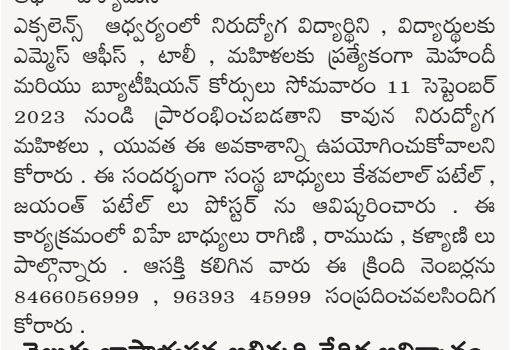 ఎక్సలెన్స్ ఆధ్వర్యంలో నిరుద్యోగ విద్యార్థిని , విద్యార్థులకు
ఎమ్మెస్ ఆఫీస్ , టాలీ , మహిళలకు ప్రత్యేకంగా మెహందీ
మరియు బ్యూటీషియన్ కోర్సులు సోమవారం 11 సెప్టెంబర్
2023 నుండి ప్రారంభించబడతాని కావున నిరుద్యోగ
మహిళలు , యువత ఈ అవకాశాన్ని ఉపయోగించుకోవాలని
కోరారు . ఈ సందర్భంగా సంస్థ బాధ్యులు కేశవలాల్ పటేల్ ,
జయంత్ పటేల్ లు పోస్టర్ ను ఆవిష్కరించారు . ఈ
కార్యక్రమంలో విహే బాధ్యులు రాగిణి , రాముడు , కళ్యాణి లు
పాల్గొన్నారు . ఆసక్తి కలిగిన వారు ఈ క్రింది నెంబర్లను
8466056999 , 96393 45999 సంప్రదించవలసిందిగ
కోరారు .